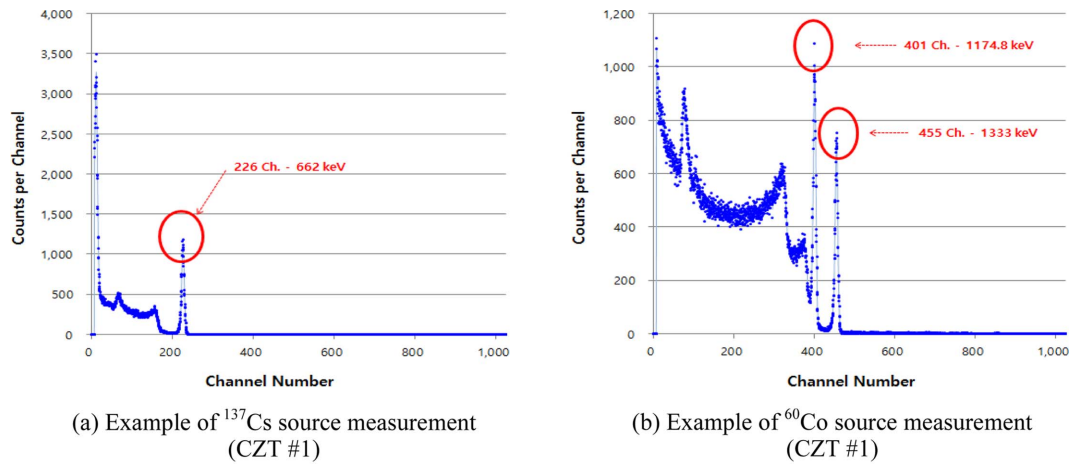 4,000
3,500
3,000
2,500
2,000
1,500
1,000
500
0
Counts per Channel
226 Ch. - 662 keV
0 200 400 600 800 1,000
Channel Number
(a) Example of ¹³⁷Cs source measurement
(CZT #1)
1,200
1,000
800
600
400
200
0
Counts per Channel
401 Ch. - 1174.8 keV
455 Ch. - 1333 keV
0 200 400 600 800 1,000
Channel Number
(b) Example of ⁶⁰Co source measurement
(CZT #1)